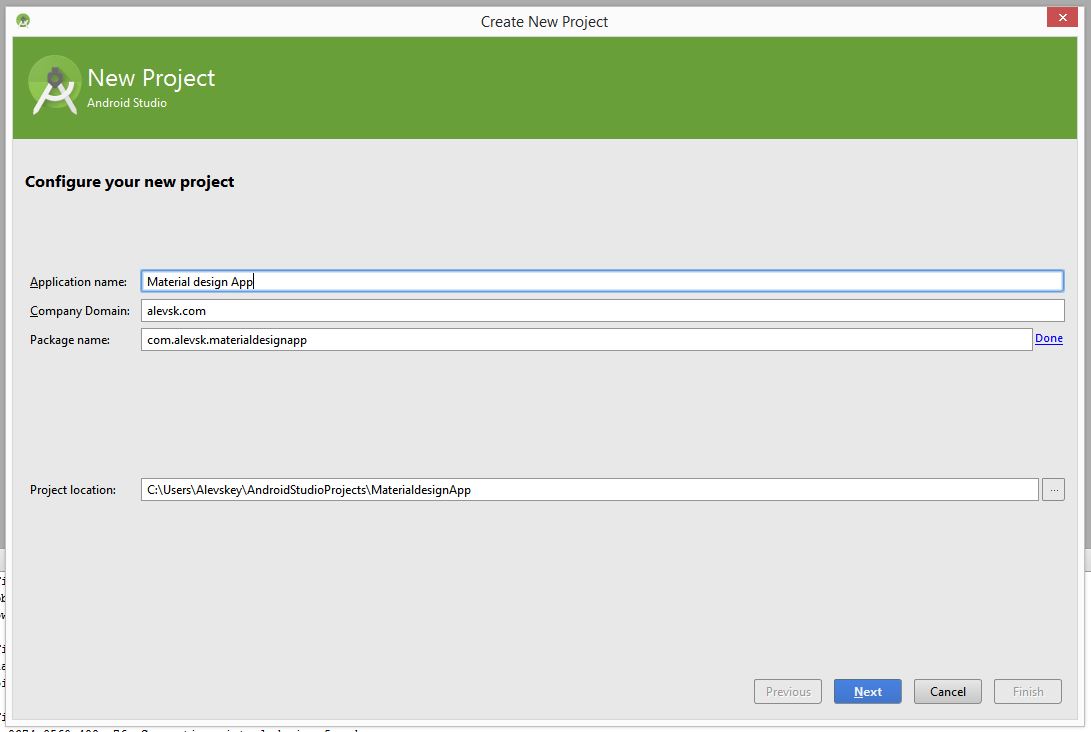 Create New Project
New Project
Android Studio
Configure your new project
Application name: Material design App
Company Domain: alevsk.com
Package name: com.alevsk.materialdesignapp Done
Project location: C:\Users\Alevskey\AndroidStudioProjects\MaterialdesignApp ...
Previous Next Cancel Finish